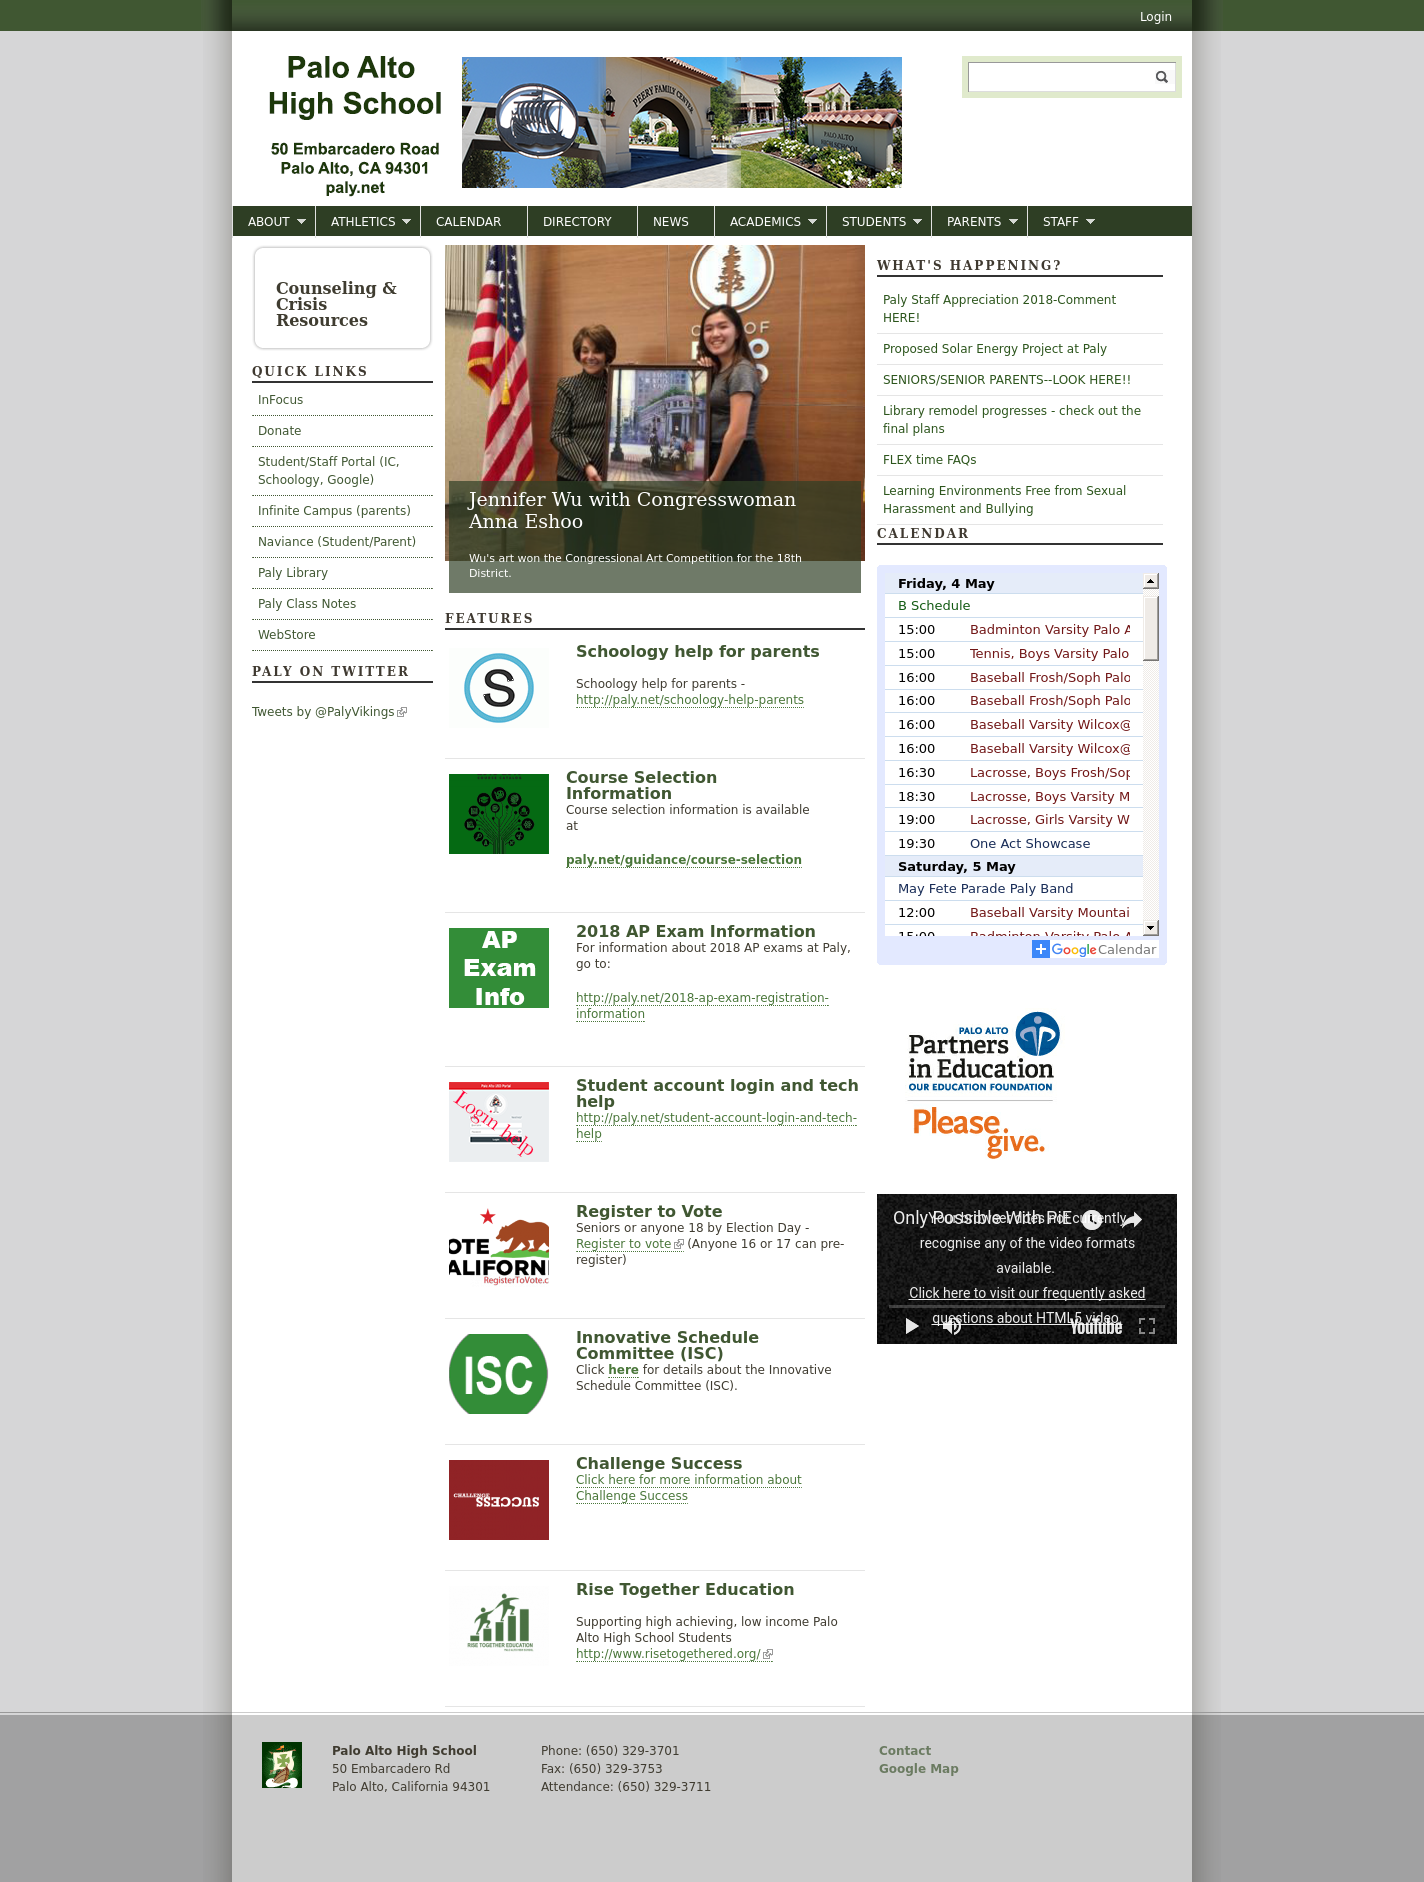 Login
Palo Alto
High School
50 Embarcadero Road
Palo Alto, CA 94301
paly.net
PEERY FAMILY CENTER
PALO ALTO
HIGH SCHOOL
ABOUT
ATHLETICS
CALENDAR
DIRECTORY
NEWS
ACADEMICS
STUDENTS
PARENTS
STAFF
Counseling &
Crisis
Resources
QUICK LINKS
InFocus
Donate
Student/Staff Portal (IC,
Schoology, Google)
Infinite Campus (parents)
Naviance (Student/Parent)
Paly Library
Paly Class Notes
WebStore
PALY ON TWITTER
Tweets by @PalyVikings
Jennifer Wu with Congresswoman
Anna Eshoo
Wu's art won the Congressional Art Competition for the 18th
District.
FEATURES
S
Schoology help for parents
Schoology help for parents -
http://paly.net/schoology-help-parents
Course Selection
Information
Course selection information is available
at
paly.net/guidance/course-selection
AP
Exam
Info
2018 AP Exam Information
For information about 2018 AP exams at Paly,
go to:
http://paly.net/2018-ap-exam-registration-
information
Login help
Student account login and tech
help
http://paly.net/student-account-login-and-tech-
help
OTE
ALIFORNI
RegisterToVote.c
Register to Vote
Seniors or anyone 18 by Election Day -
Register to vote (Anyone 16 or 17 can pre-
register)
ISC
Innovative Schedule
Committee (ISC)
Click here for details about the Innovative
Schedule Committee (ISC).
CHALLENGE
SUCCESS
Challenge Success
Click here for more information about
Challenge Success
RISE TOGETHER EDUCATION
Rise Together Education
Supporting high achieving, low income Palo
Alto High School Students
http://www.risetogethered.org/
WHAT'S HAPPENING?
Paly Staff Appreciation 2018-Comment
HERE!
Proposed Solar Energy Project at Paly
SENIORS/SENIOR PARENTS--LOOK HERE!!
Library remodel progresses - check out the
final plans
FLEX time FAQs
Learning Environments Free from Sexual
Harassment and Bullying
CALENDAR
Friday, 4 May
B Schedule
15:00 Badminton Varsity Palo A
15:00 Tennis, Boys Varsity Palo
16:00 Baseball Frosh/Soph Palo
16:00 Baseball Frosh/Soph Palo
16:00 Baseball Varsity Wilcox@
16:00 Baseball Varsity Wilcox@
16:30 Lacrosse, Boys Frosh/Sop
18:30 Lacrosse, Boys Varsity M
19:00 Lacrosse, Girls Varsity W
19:30 One Act Showcase
Saturday, 5 May
May Fete Parade Paly Band
12:00 Baseball Varsity Mountai
15:00 Badminton Varsity Palo A
Google Calendar
PALO ALTO
Partners
in Education
OUR EDUCATION FOUNDATION
Please
give.
Only Possible With PiE
Your browser does not currently
recognise any of the video formats
available.
Click here to visit our frequently asked
questions about HTML5 video.
YouTube
Palo Alto High School
50 Embarcadero Rd
Palo Alto, California 94301
Phone: (650) 329-3701
Fax: (650) 329-3753
Attendance: (650) 329-3711
Contact
Google Map